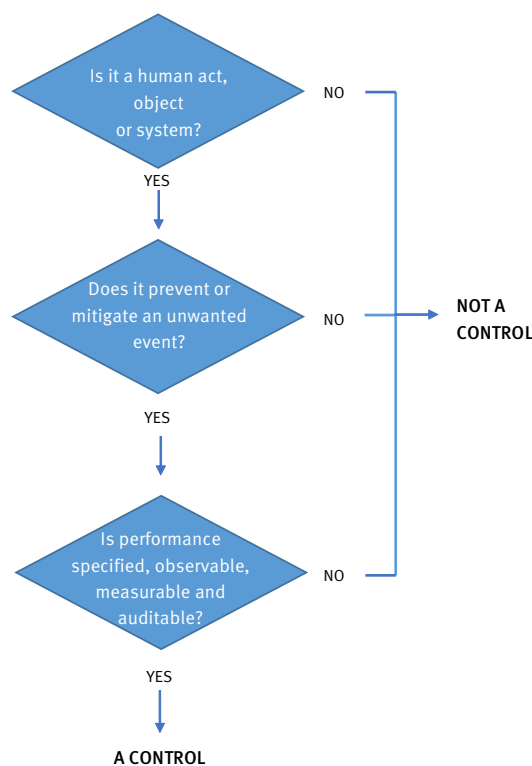 Is it a human act,
object
or system?
NO
YES
Does it prevent or
mitigate an unwanted
event?
NO
NOT A
CONTROL
YES
Is performance
specified, observable,
measurable and
auditable?
NO
YES
A CONTROL